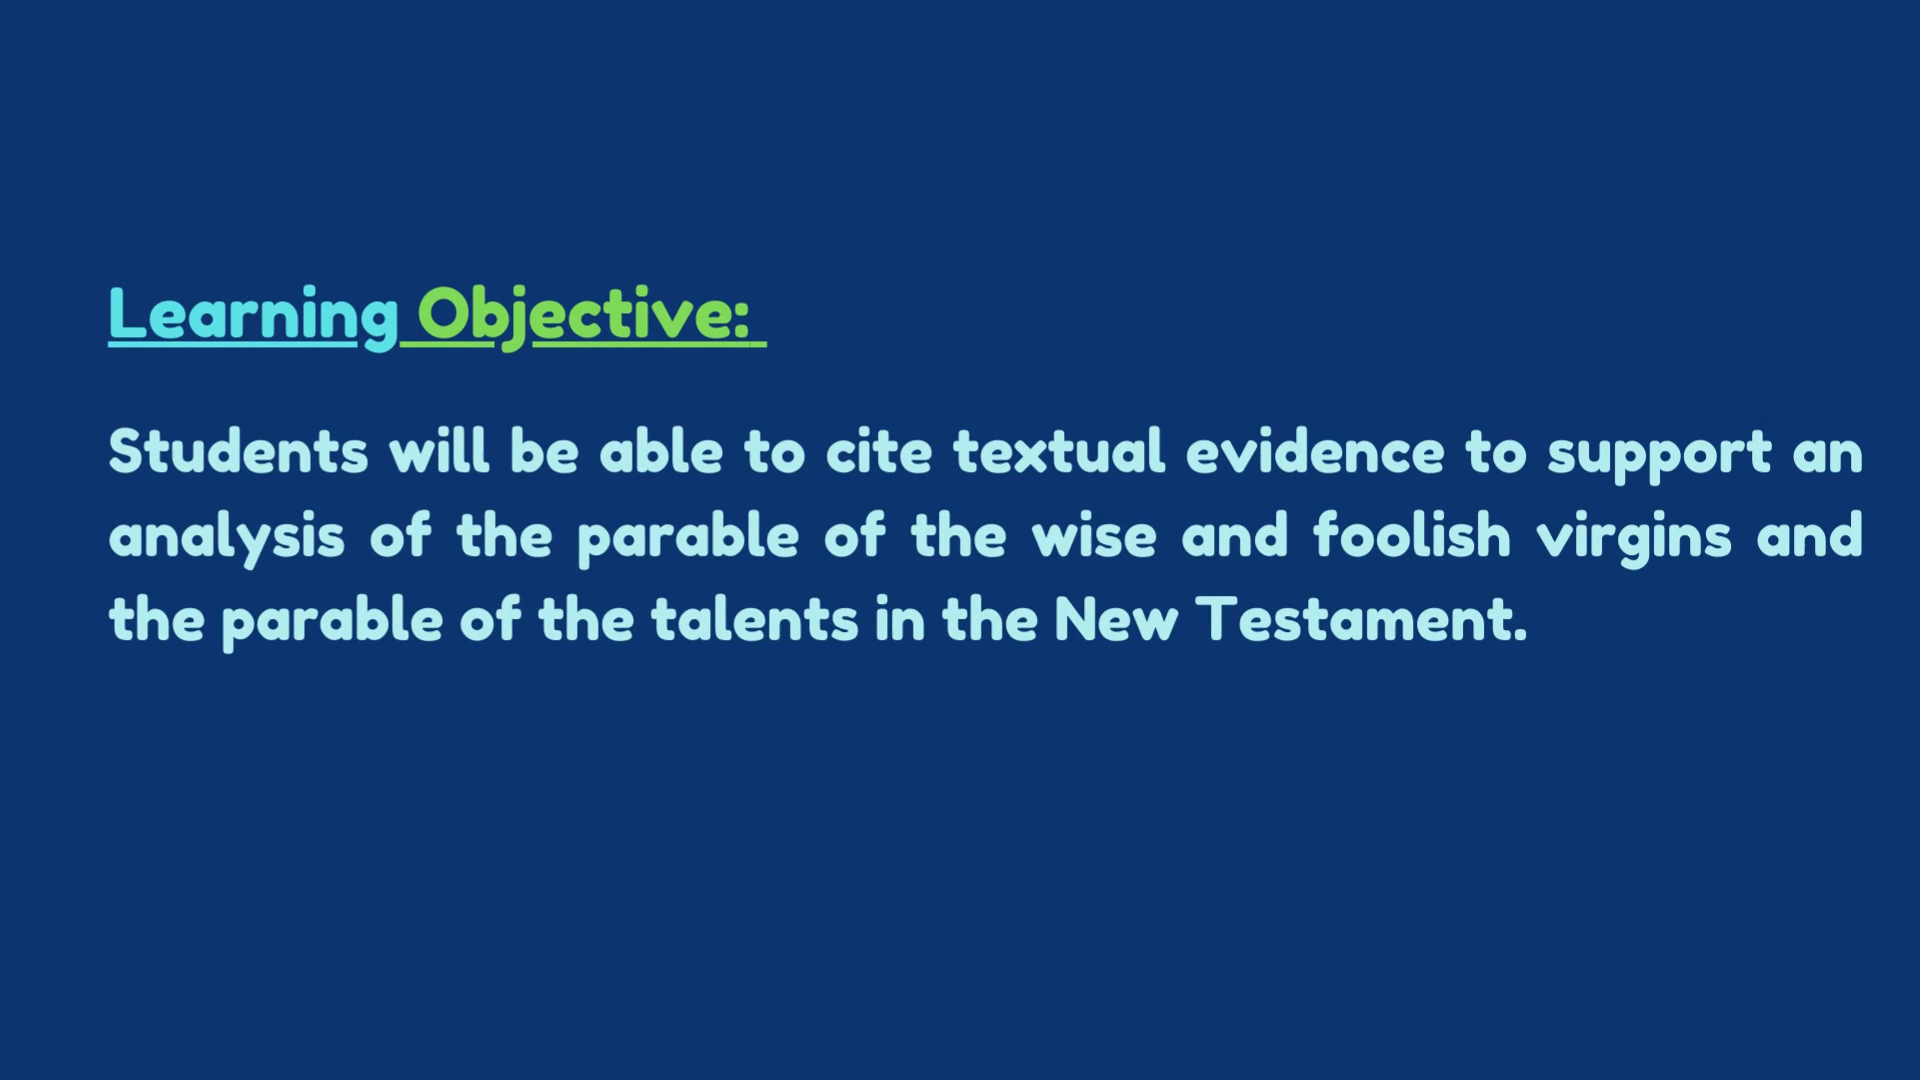 Learning Objective:
Students will be able to cite textual evidence to support an
analysis of the parable of the wise and foolish virgins and
the parable of the talents in the New Testament.